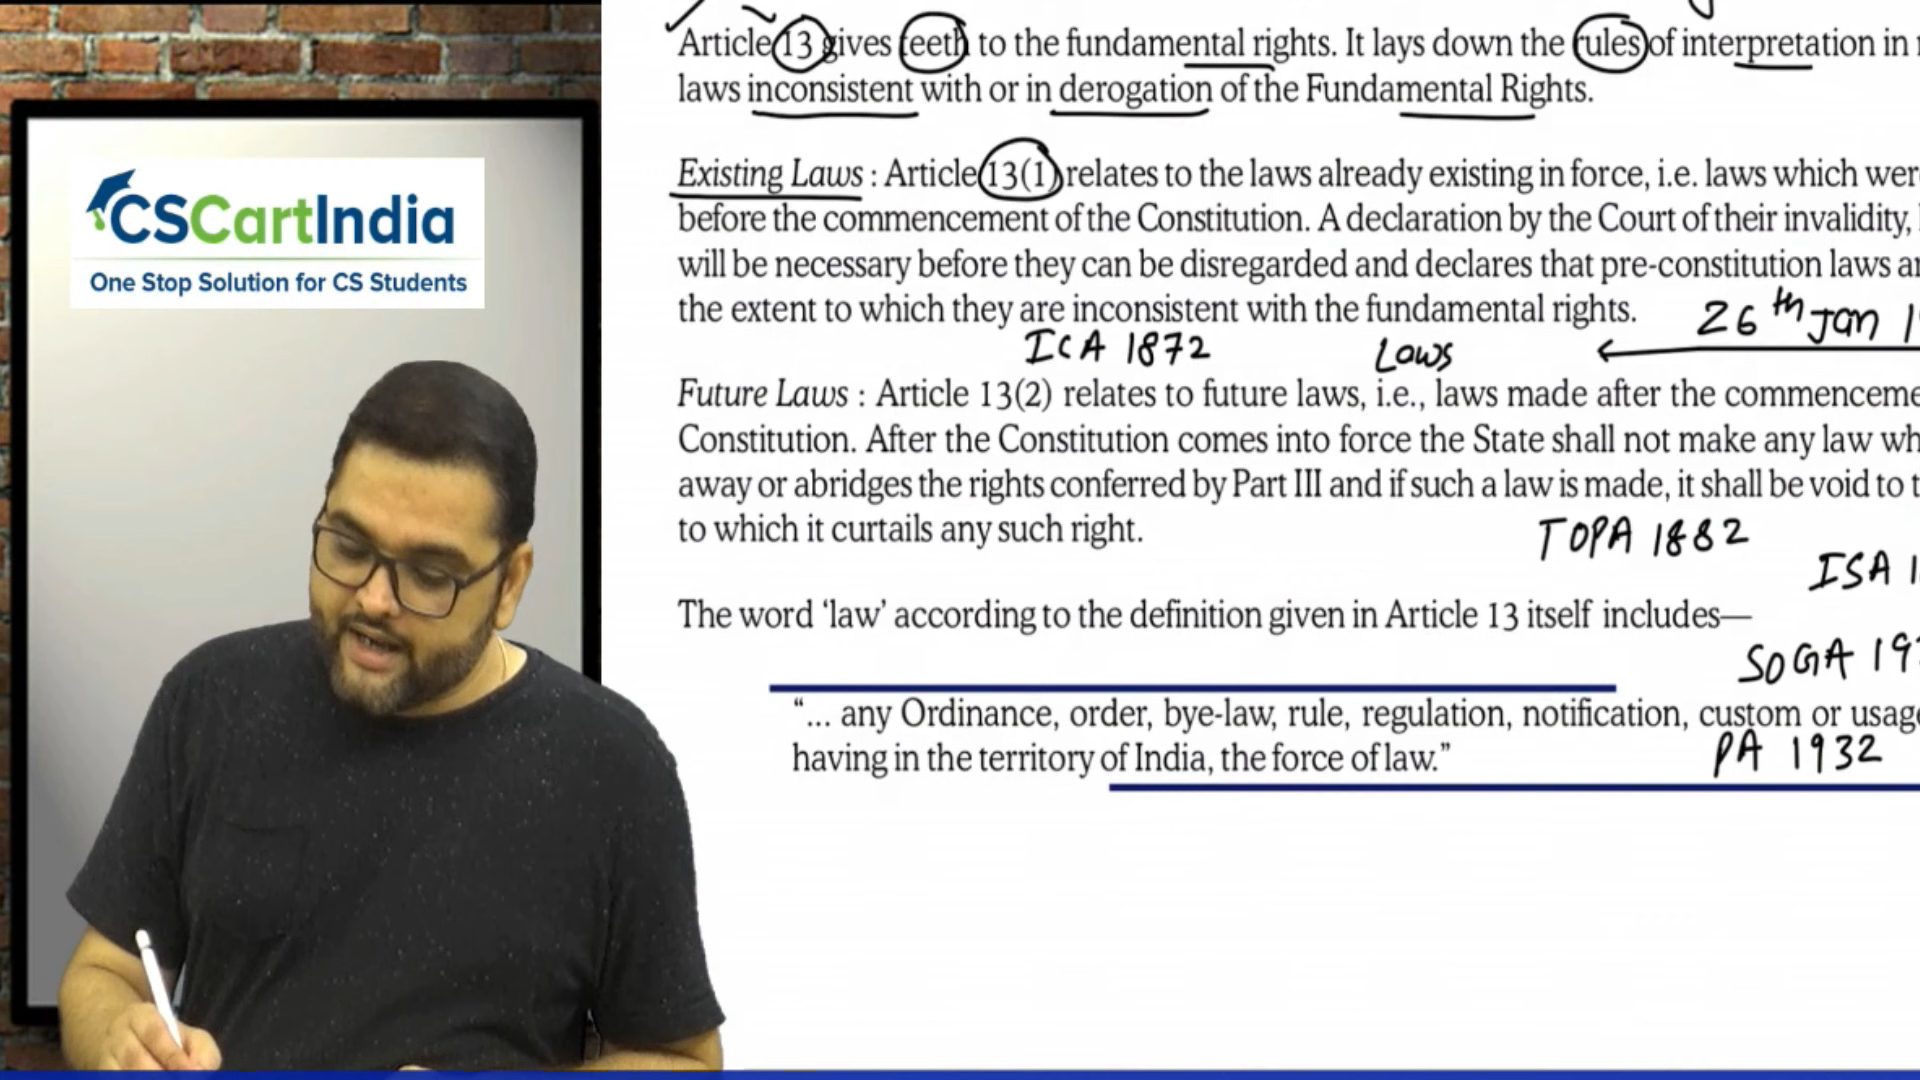 CSCartIndia
One Stop Solution for CS Students
Article 13 gives teeth to the fundamental rights. It lays down the rules of interpretation in
laws inconsistent with or in derogation of the Fundamental Rights.
Existing Laws : Article 13(1) relates to the laws already existing in force, i.e. laws which were
before the commencement of the Constitution. A declaration by the Court of their invalidity,
will be necessary before they can be disregarded and declares that pre-constitution laws
the extent to which they are inconsistent with the fundamental rights.
26th Jan
ICA 1872
Laws
Future Laws : Article 13(2) relates to future laws, i.e., laws made after the
Constitution. After the Constitution comes into force the State shall not make any law
away or abridges the rights conferred by Part III and if such a law is made, it shall be void to
to which it curtails any such right.
TOPA 1882
ISA
The word ‘law’ according to the definition given in Article 13 itself includes—
SOGA
“... any Ordinance, order, bye-law, rule, regulation, notification, custom or
having in the territory of India, the force of law.”
PA 1932